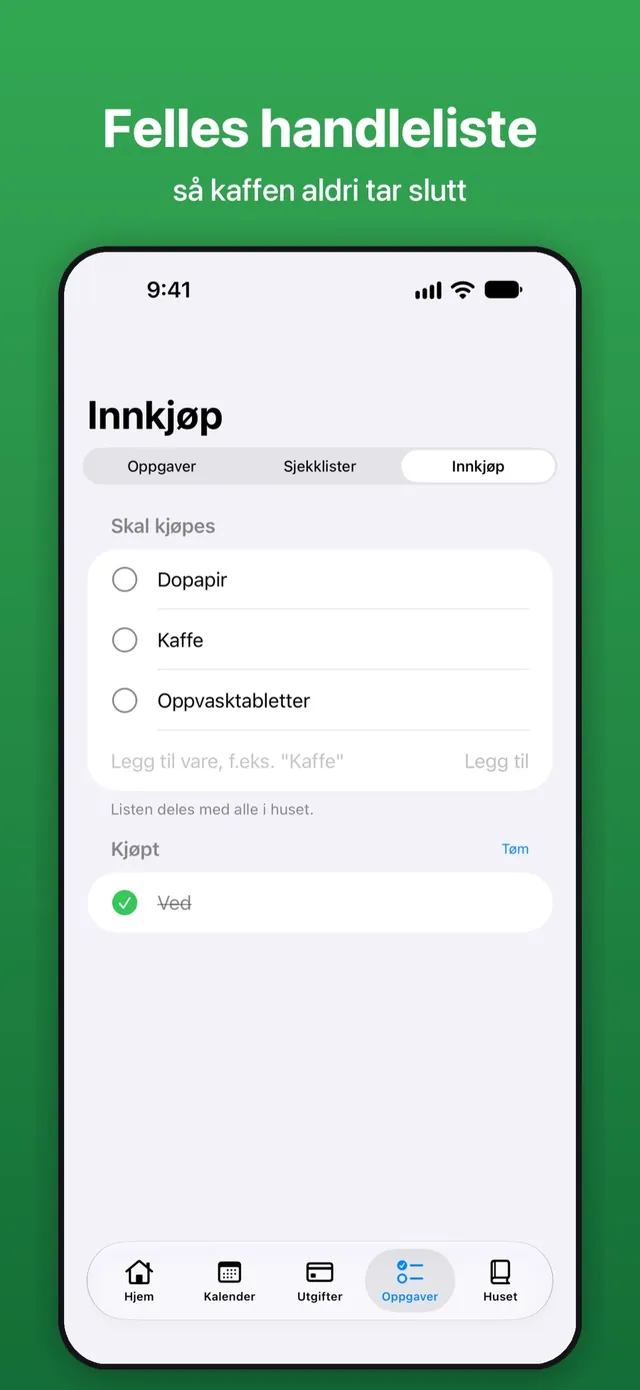 Felles handleliste
så kaffen aldri tar slutt
9:41
Innkjøp
Oppgaver Sjekklister Innkjøp
Skal kjøpes
Dopapir
Kaffe
Oppvasktabletter
Legg til vare, f.eks. "Kaffe" Legg til
Listen deles med alle i huset.
Kjøpt Tøm
Ved
Hjem Kalender Utgifter Oppgaver Huset